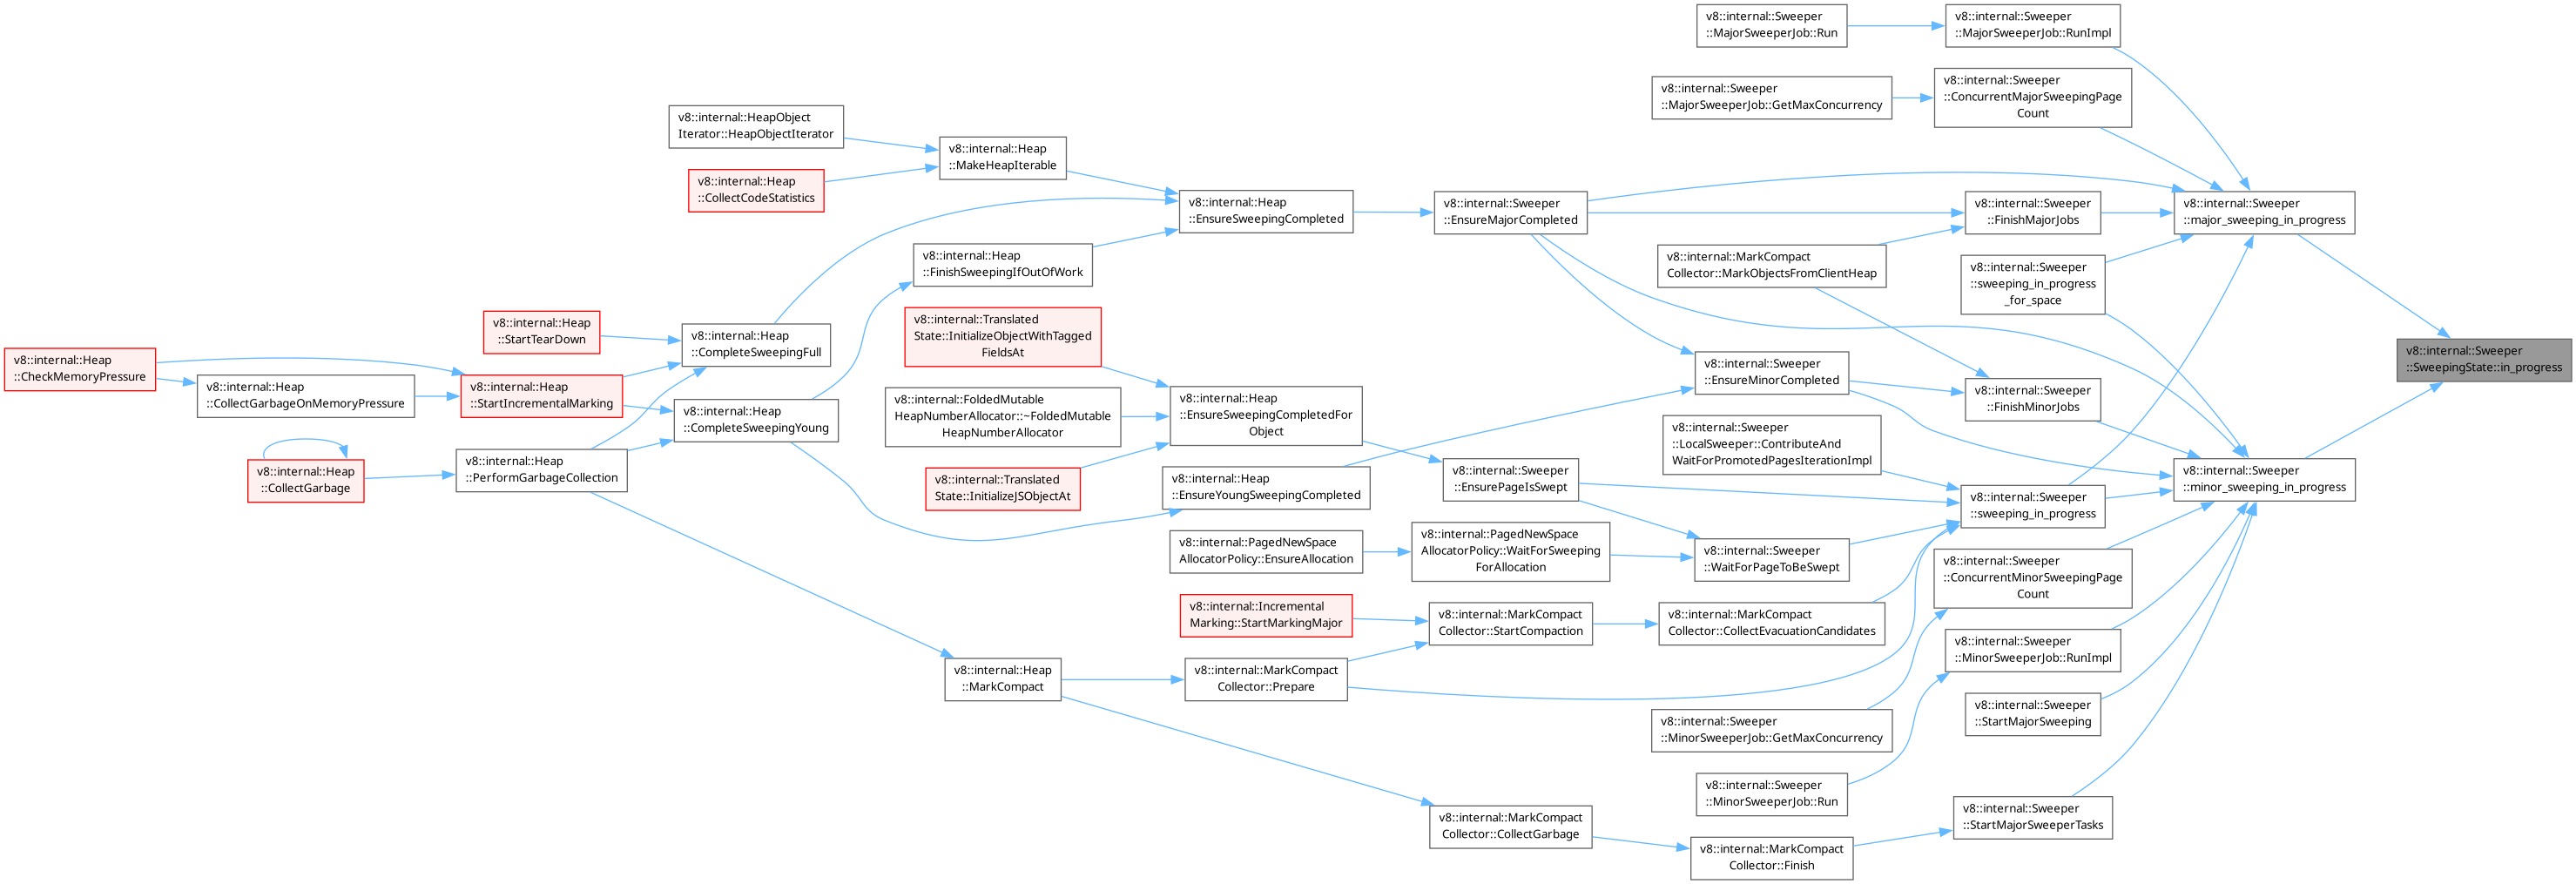 v8::internal::Sweeper
::MajorSweeperJob::Run
v8::internal::Sweeper
::MajorSweeperJob::RunImpl
v8::internal::Sweeper
::MajorSweeperJob::GetMaxConcurrency
v8::internal::Sweeper
::ConcurrentMajorSweepingPage
Count
v8::internal::HeapObject
Iterator::HeapObjectIterator
v8::internal::Heap
::MakeHeapIterable
v8::internal::Heap
::CollectCodeStatistics
v8::internal::Heap
::EnsureSweepingCompleted
v8::internal::Sweeper
::EnsureMajorCompleted
v8::internal::Sweeper
::FinishMajorJobs
v8::internal::Sweeper
::major_sweeping_in_progress
v8::internal::Heap
::FinishSweepingIfOutOfWork
v8::internal::MarkCompact
Collector::MarkObjectsFromClientHeap
v8::internal::Sweeper
::sweeping_in_progress
_for_space
v8::internal::Heap
::StartTearDown
v8::internal::Heap
::CompleteSweepingFull
v8::internal::Translated
State::InitializeObjectWithTagged
FieldsAt
v8::internal::Sweeper
::SweepingState::in_progress
v8::internal::Heap
::CheckMemoryPressure
v8::internal::Heap
::CollectGarbageOnMemoryPressure
v8::internal::Heap
::StartIncrementalMarking
v8::internal::Sweeper
::EnsureMinorCompleted
v8::internal::Sweeper
::FinishMinorJobs
v8::internal::Heap
::CompleteSweepingYoung
v8::internal::FoldedMutable
HeapNumberAllocator::~FoldedMutable
HeapNumberAllocator
v8::internal::Heap
::EnsureSweepingCompletedFor
Object
v8::internal::Sweeper
::LocalSweeper::ContributeAnd
WaitForPromotedPagesIterationImpl
v8::internal::Heap
::CollectGarbage
v8::internal::Heap
::PerformGarbageCollection
v8::internal::Translated
State::InitializeJSObjectAt
v8::internal::Heap
::EnsureYoungSweepingCompleted
v8::internal::Sweeper
::EnsurePageIsSwept
v8::internal::Sweeper
::sweeping_in_progress
v8::internal::Sweeper
::minor_sweeping_in_progress
v8::internal::PagedNewSpace
AllocatorPolicy::EnsureAllocation
v8::internal::PagedNewSpace
AllocatorPolicy::WaitForSweeping
ForAllocation
v8::internal::Sweeper
::WaitForPageToBeSwept
v8::internal::Sweeper
::ConcurrentMinorSweepingPage
Count
v8::internal::Incremental
Marking::StartMarkingMajor
v8::internal::MarkCompact
Collector::StartCompaction
v8::internal::MarkCompact
Collector::CollectEvacuationCandidates
v8::internal::Sweeper
::MinorSweeperJob::RunImpl
v8::internal::Heap
::MarkCompact
v8::internal::MarkCompact
Collector::Prepare
v8::internal::Sweeper
::StartMajorSweeping
v8::internal::Sweeper
::MinorSweeperJob::GetMaxConcurrency
v8::internal::Sweeper
::MinorSweeperJob::Run
v8::internal::Sweeper
::StartMajorSweeperTasks
v8::internal::MarkCompact
Collector::CollectGarbage
v8::internal::MarkCompact
Collector::Finish